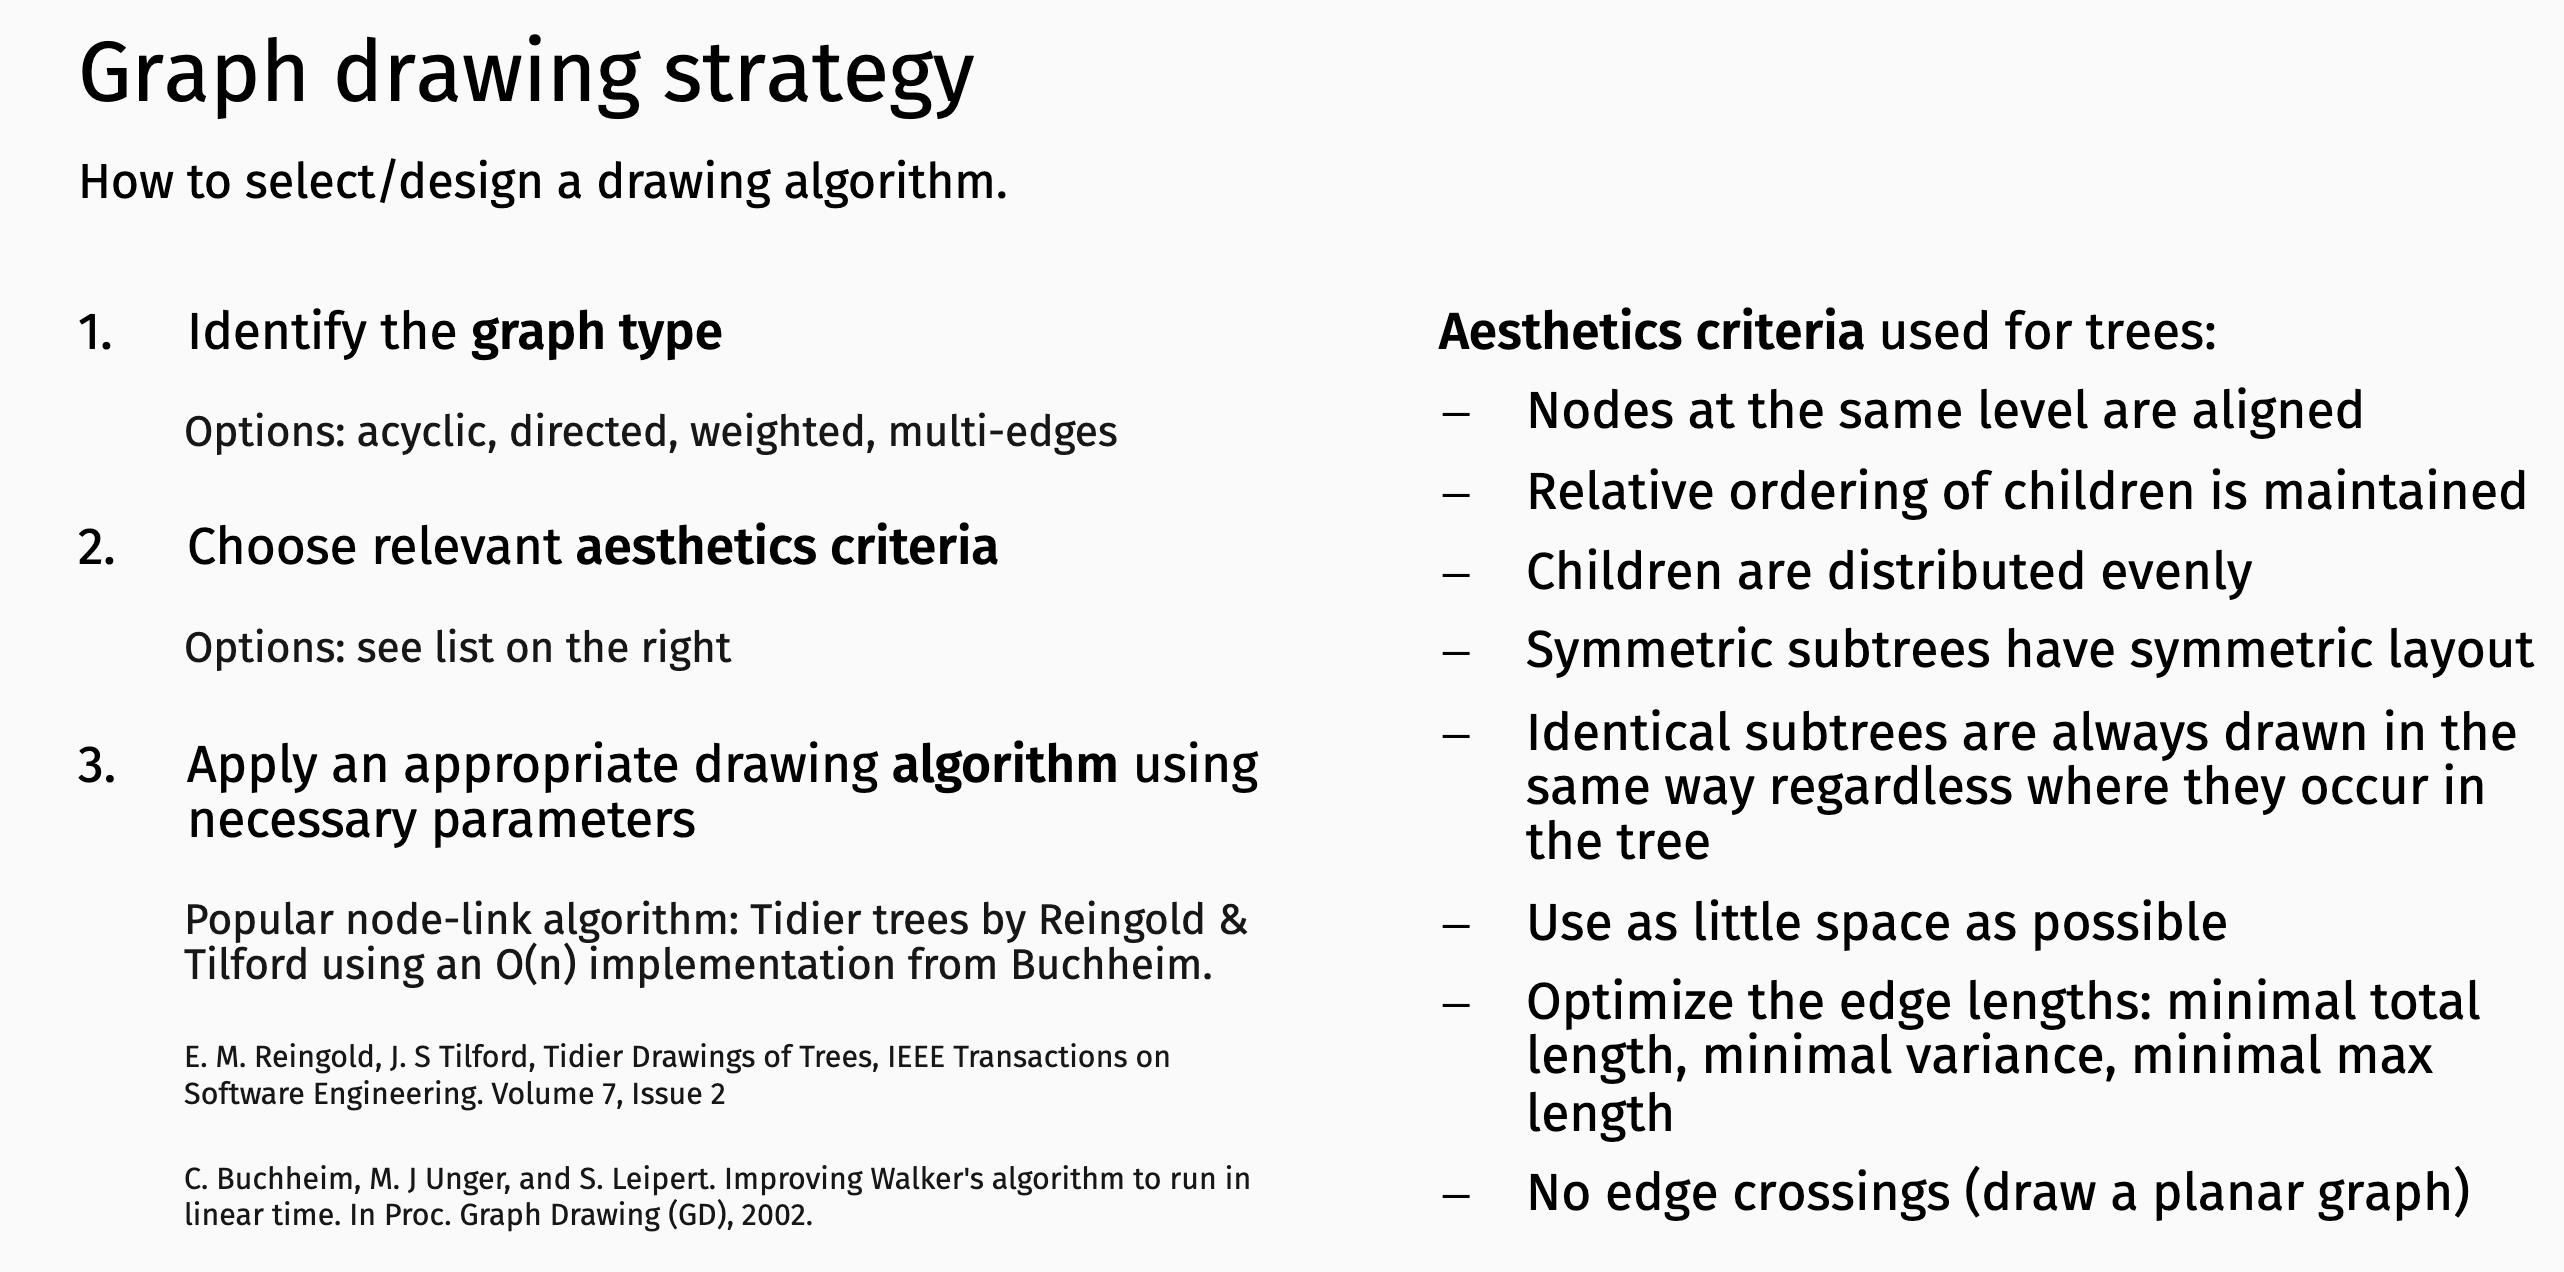 Graph drawing strategy
How to select/design a drawing algorithm.
1. Identify the graph type
Options: acyclic, directed, weighted, multi-edges
2. Choose relevant aesthetics criteria
Options: see list on the right
3. Apply an appropriate drawing algorithm using
necessary parameters
Popular node-link algorithm: Tidier trees by Reingold &
Tilford using an O(n) implementation from Buchheim.
E. M. Reingold, J. S Tilford, Tidier Drawings of Trees, IEEE Transactions on
Software Engineering. Volume 7, Issue 2
C. Buchheim, M. J Unger, and S. Leipert. Improving Walker's algorithm to run in
linear time. In Proc. Graph Drawing (GD), 2002.
Aesthetics criteria used for trees:
– Nodes at the same level are aligned
– Relative ordering of children is maintained
– Children are distributed evenly
– Symmetric subtrees have symmetric layout
– Identical subtrees are always drawn in the
same way regardless where they occur in
the tree
– Use as little space as possible
– Optimize the edge lengths: minimal total
length, minimal variance, minimal max
length
– No edge crossings (draw a planar graph)